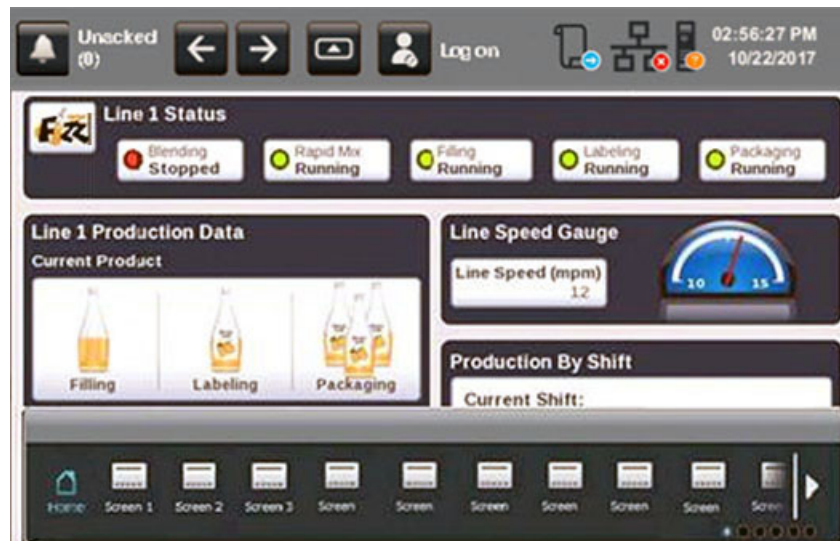 Unacked
(0)
Log on
02:56:27 PM
10/22/2017
Fizz
Line 1 Status
Blending
Stopped
Rapid Mix
Running
Filling
Running
Labeling
Running
Packaging
Running
Line 1 Production Data
Current Product
Filling
Labeling
Packaging
Line Speed Gauge
Line Speed (mpm)
12
10
15
Production By Shift
Current Shift:
Home
Screen 1
Screen 2
Screen 3
Screen
Screen
Screen
Screen
Screen
Screen
Screen